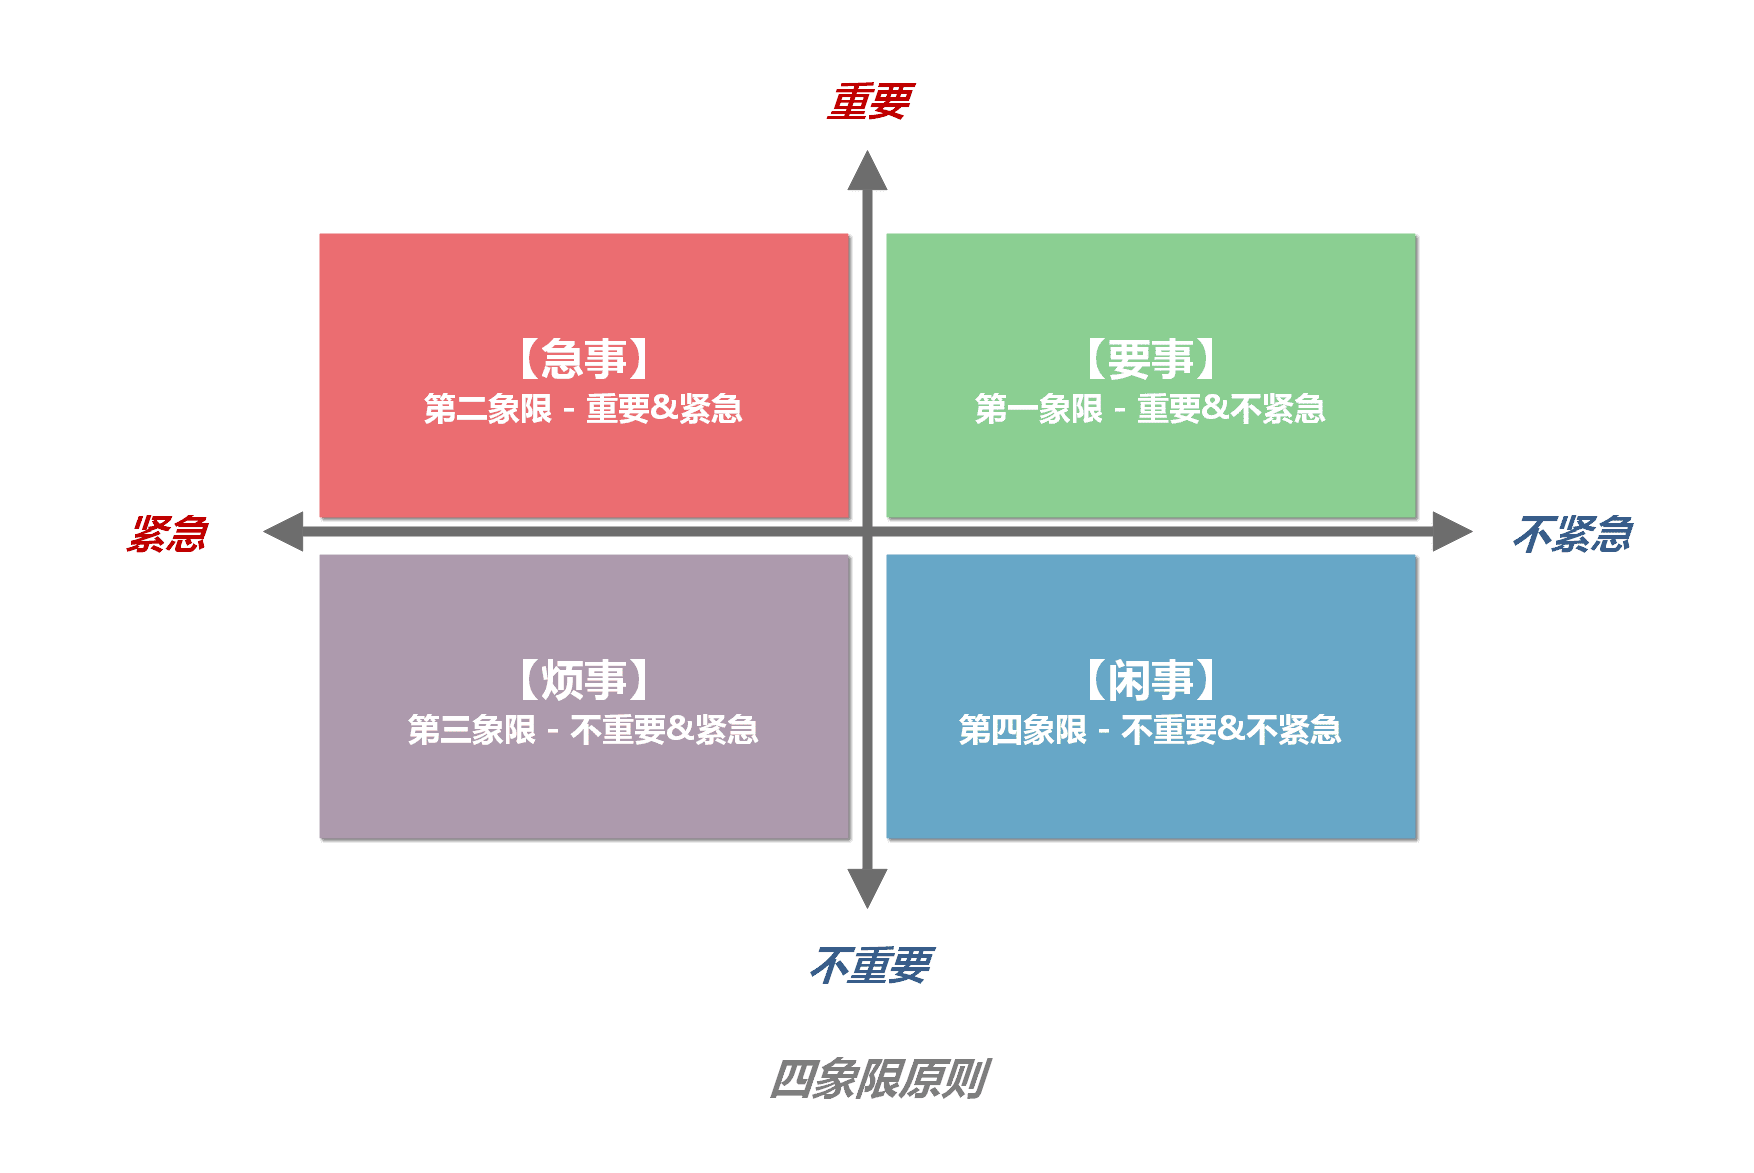 重要
【急事】
第二象限 - 重要&紧急
【要事】
第一象限 - 重要&不紧急
紧急
不紧急
【烦事】
第三象限 - 不重要&紧急
【闲事】
第四象限 - 不重要&不紧急
不重要
四象限原则